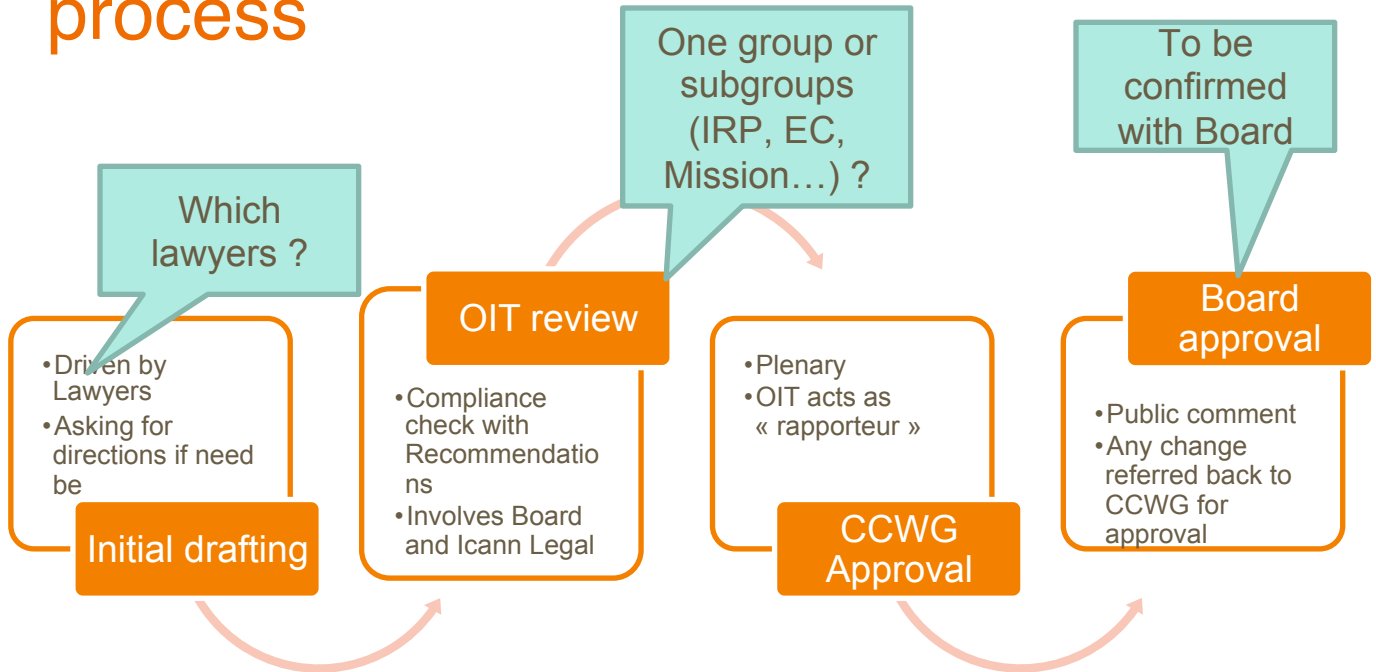 process
Which
lawyers ?
One group or
subgroups
(IRP, EC,
Mission…) ?
To be
confirmed
with Board
•Driven by
Lawyers
•Asking for
directions if need
be
Initial drafting
OIT review
•Compliance
check with
Recommendatio
ns
•Involves Board
and Icann Legal
•Plenary
•OIT acts as
« rapporteur »
CCWG
Approval
Board
approval
•Public comment
•Any change
referred back to
CCWG for
approval